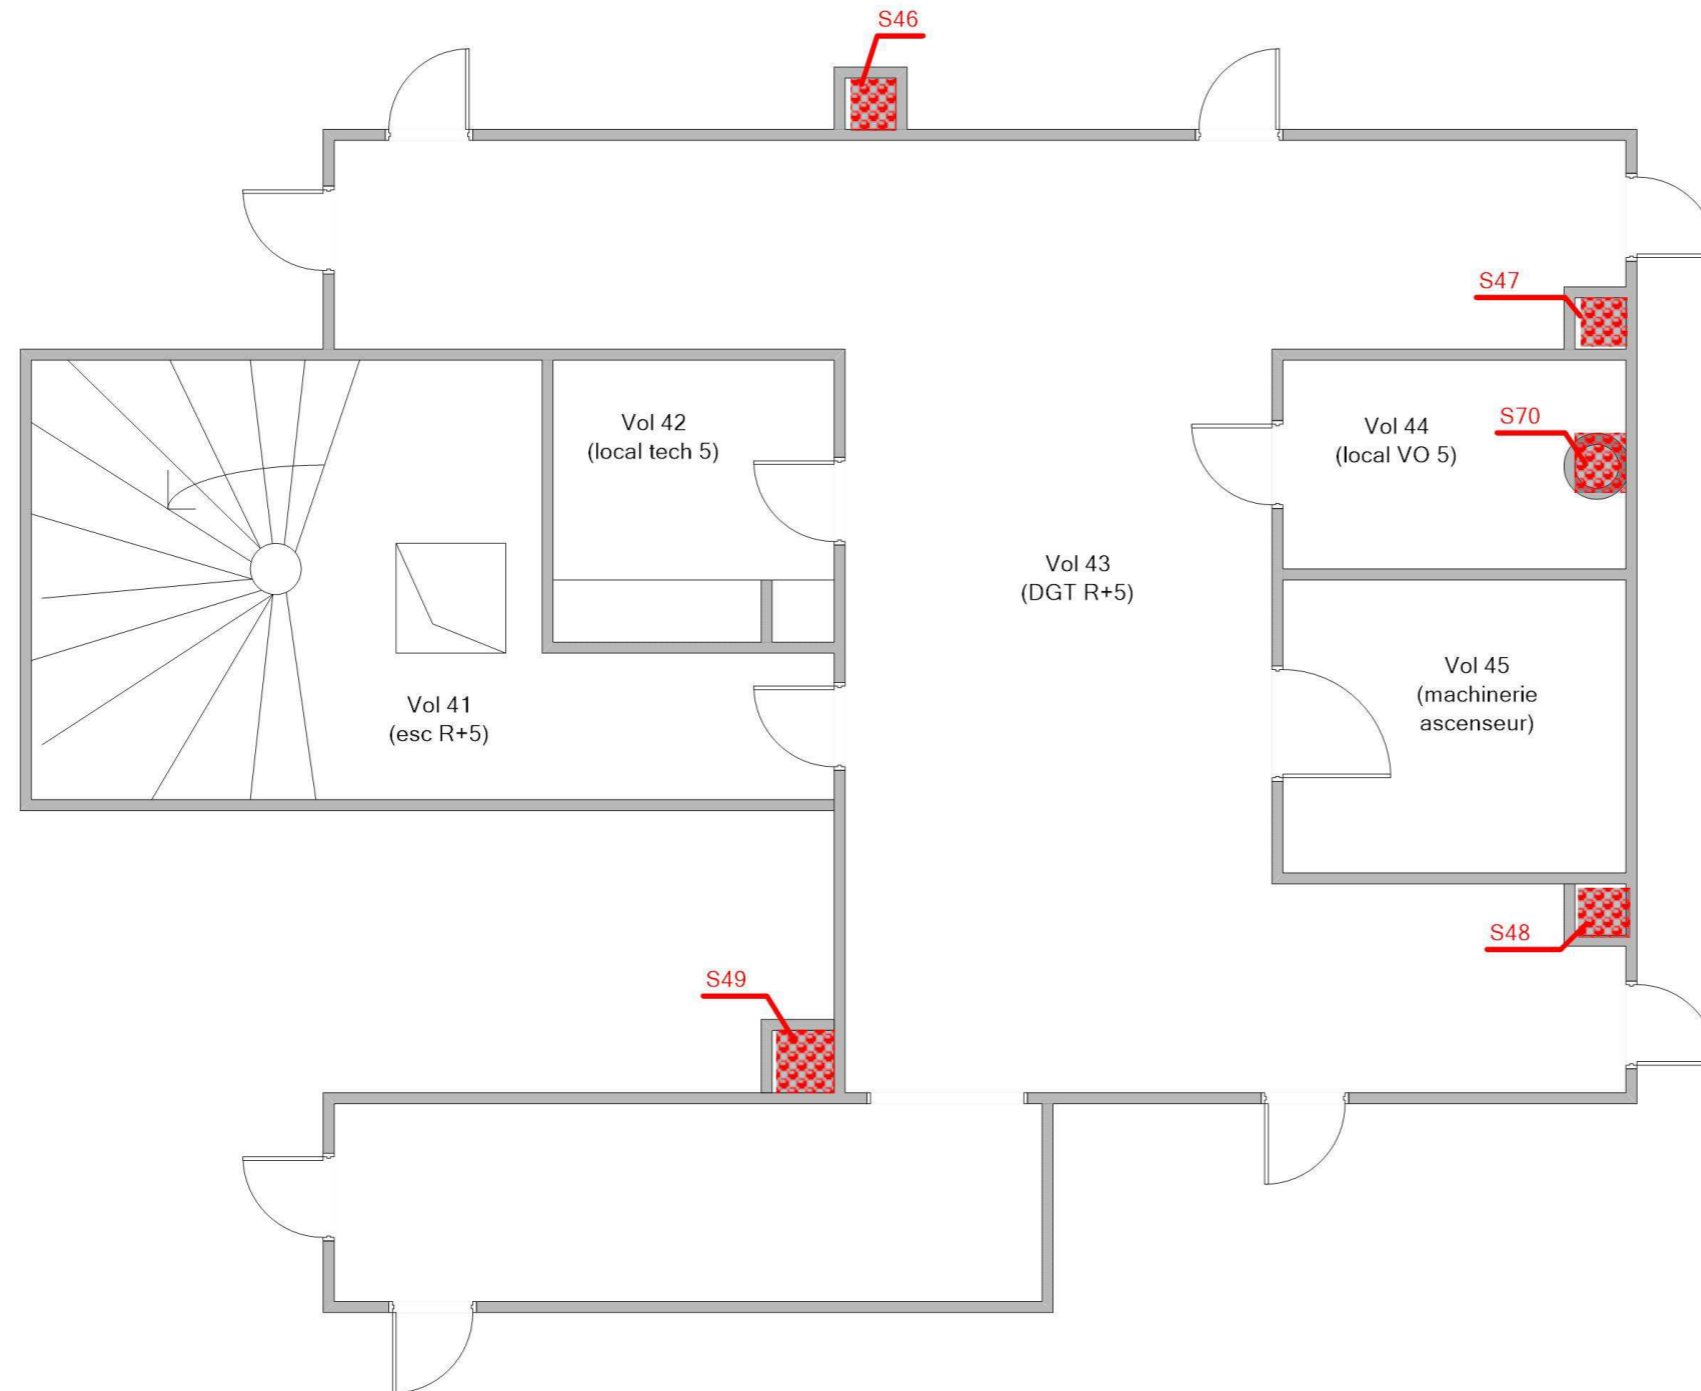 S46
S47
Vol 42
(local tech 5)
Vol 44
(local VO 5)
S70
Vol 43
(DGT R+5)
Vol 45
(machinerie
ascenseur)
Vol 41
(esc R+5)
S48
S49